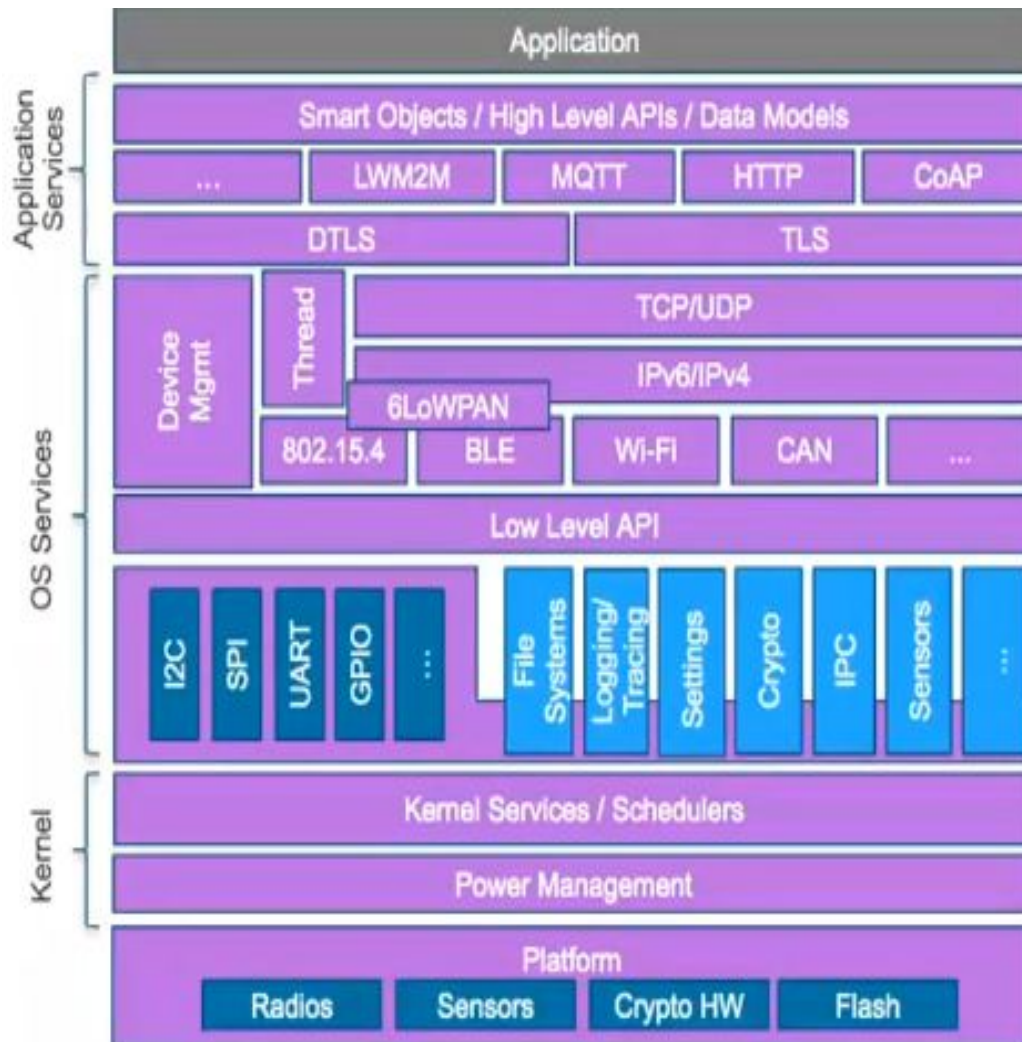 Application
Application
Services
Smart Objects / High Level APIs / Data Models
...
LWM2M
MQTT
HTTP
CoAP
DTLS
TLS
OS Services
Device
Mgmt
Thread
TCP/UDP
IPv6/IPv4
6LoWPAN
802.15.4
BLE
Wi-Fi
CAN
...
Low Level API
I2C
SPI
UART
GPIO
...
File
Systems
Logging/
Tracing
Settings
Crypto
IPC
Sensors
...
Kernel
Kernel Services / Schedulers
Power Management
Platform
Radios
Sensors
Crypto HW
Flash